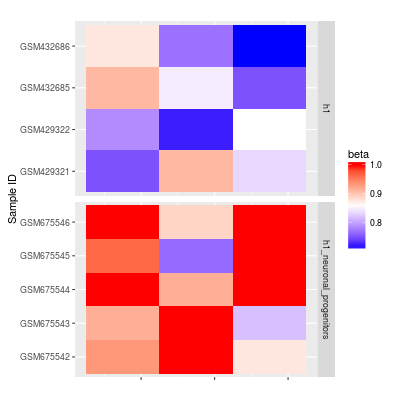 GSM432686
GSM432685
GSM429322
GSM429321
h1
GSM675546
GSM675545
GSM675544
GSM675543
GSM675542
h1_neuronal_progenitors
Sample ID
beta
1.0
0.9
0.8